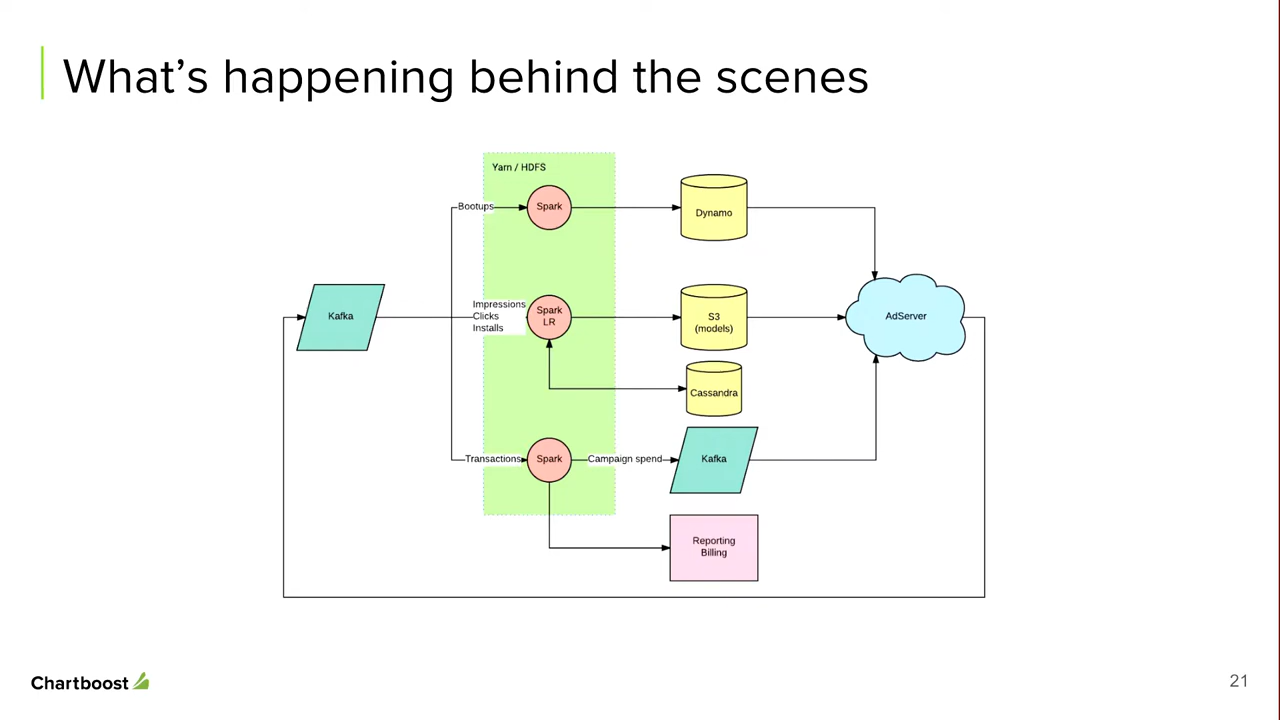 What's happening behind the scenes
Yarn / HDFS
Bootups
Spark
Dynamo
Kafka
Impressions
Clicks
Installs
Spark
LR
S3
(models)
AdServer
Cassandra
Transactions
Spark
Campaign spend
Kafka
Reporting
Billing
Chartboost
21